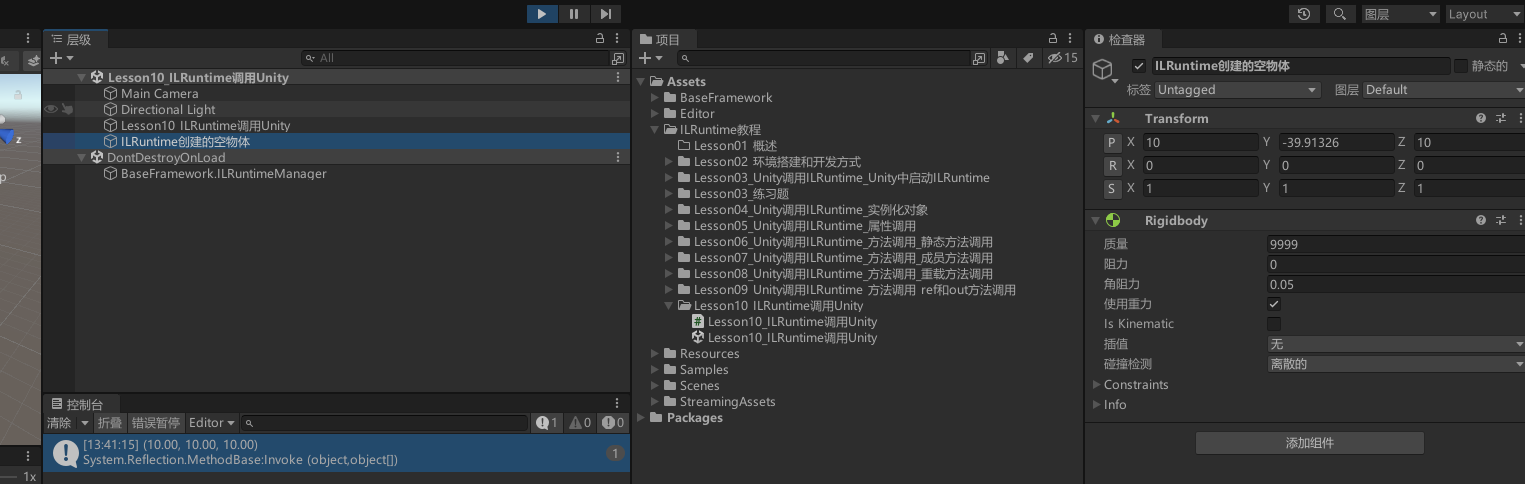 图层
Layout
层级
All
Lesson10_ILRuntime调用Unity
Main Camera
Directional Light
Lesson10_ILRuntime调用Unity
ILRuntime创建的空物体
DontDestroyOnLoad
BaseFramework.ILRuntimeManager
z
p
控制台
清除
折叠
错误暂停
Editor
1
0
0
[13:41:15] (10.00, 10.00, 10.00)
System.Reflection.MethodBase:Invoke (object,object[])
1
1x
项目
15
Assets
BaseFramework
Editor
ILRuntime教程
Lesson01_概述
Lesson02_环境搭建和开发方式
Lesson03_Unity调用ILRuntime_Unity中启动ILRuntime
Lesson03_练习题
Lesson04_Unity调用ILRuntime_实例化对象
Lesson05_Unity调用ILRuntime_属性调用
Lesson06_Unity调用ILRuntime_方法调用_静态方法调用
Lesson07_Unity调用ILRuntime_方法调用_成员方法调用
Lesson08_Unity调用ILRuntime_方法调用_重载方法调用
Lesson09_Unity调用ILRuntime_方法调用_ref和out方法调用
Lesson10_ILRuntime调用Unity
Lesson10_ILRuntime调用Unity
Lesson10_ILRuntime调用Unity
Resources
Samples
Scenes
StreamingAssets
Packages
检查器
ILRuntime创建的空物体 静态的
标签 Untagged 图层 Default
Transform
P X 10 Y -39.91326 Z 10
R X 0 Y 0 Z 0
S X 1 Y 1 Z 1
Rigidbody
质量 9999
阻力 0
角阻力 0.05
使用重力
Is Kinematic
插值 无
碰撞检测 离散的
Constraints
Info
添加组件